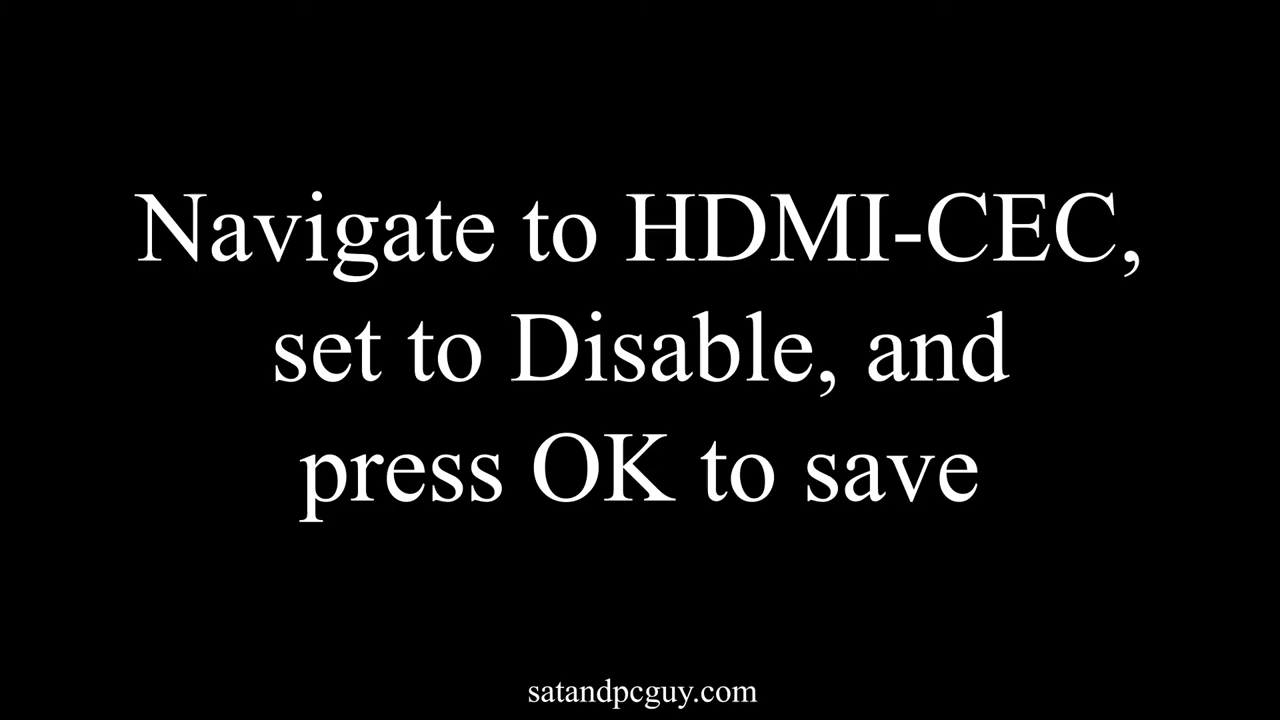 Navigate to HDMI-CEC,
set to Disable, and
press OK to save
satandpcguy.com